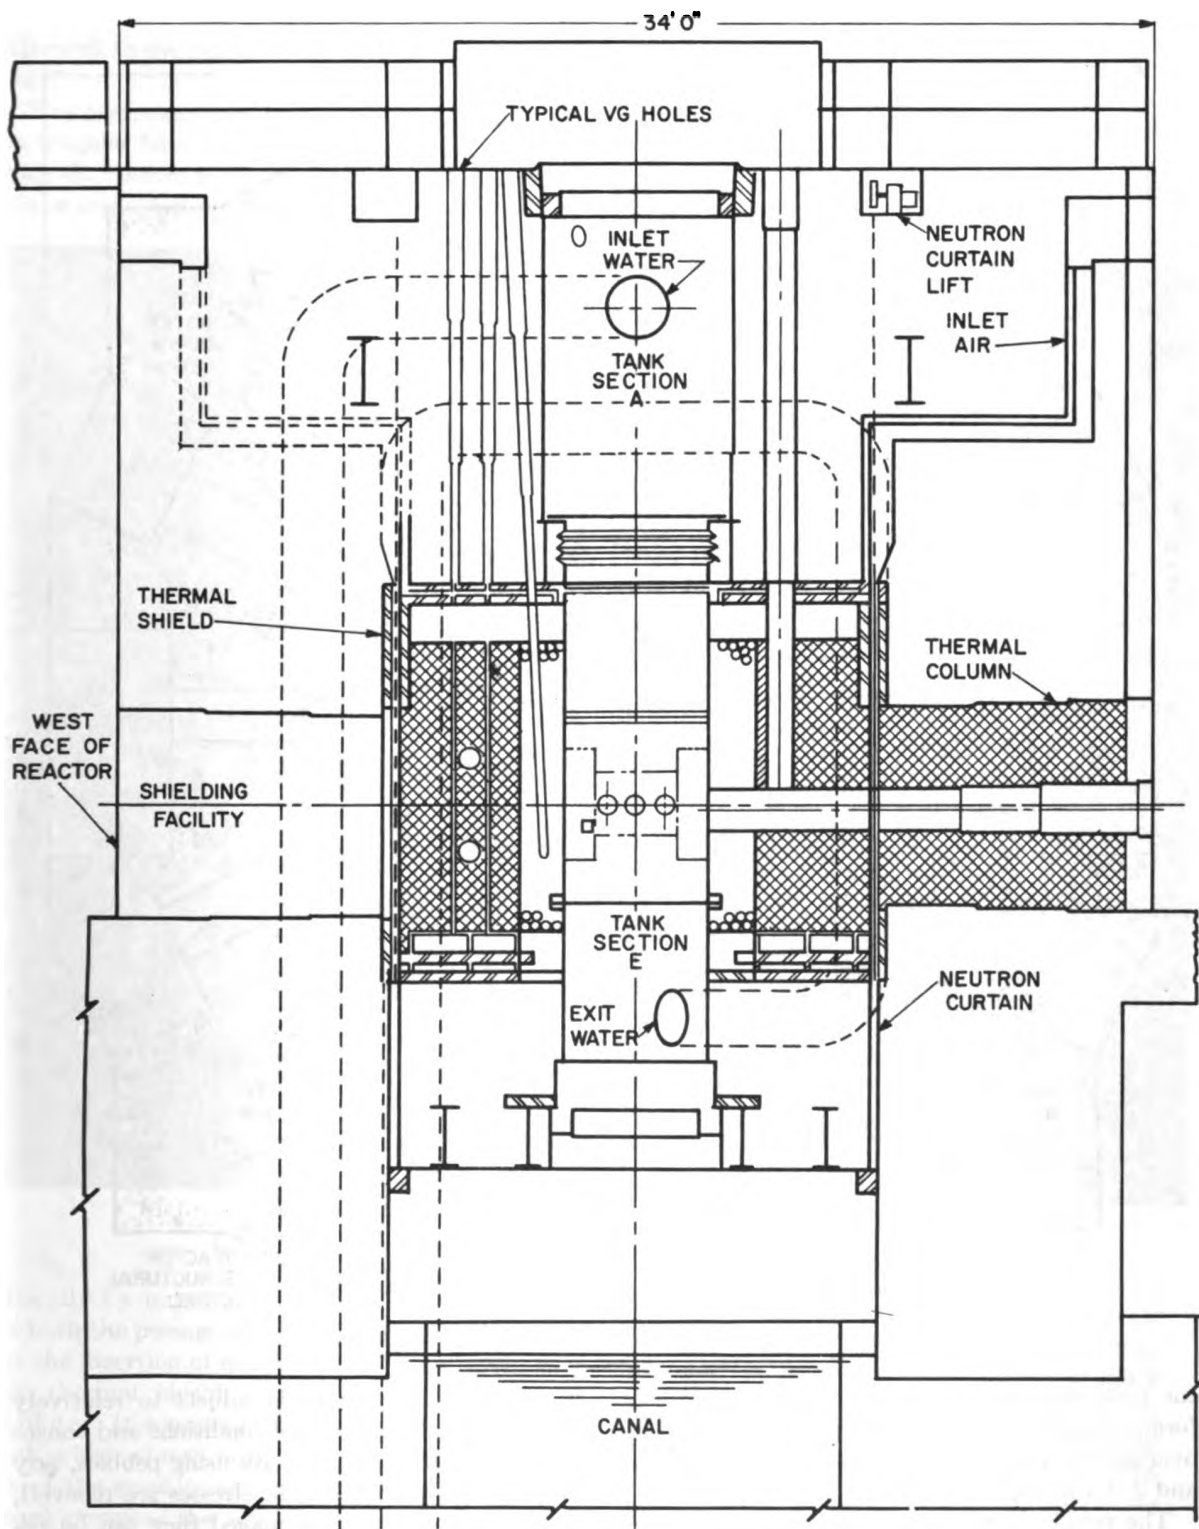 34'0"
TYPICAL VG HOLES
INLET
WATER
NEUTRON
CURTAIN
LIFT
INLET
AIR
TANK
SECTION
A
THERMAL
SHIELD
THERMAL
COLUMN
WEST
FACE OF
REACTOR
SHIELDING
FACILITY
TANK
SECTION
E
NEUTRON
CURTAIN
EXIT
WATER
CANAL